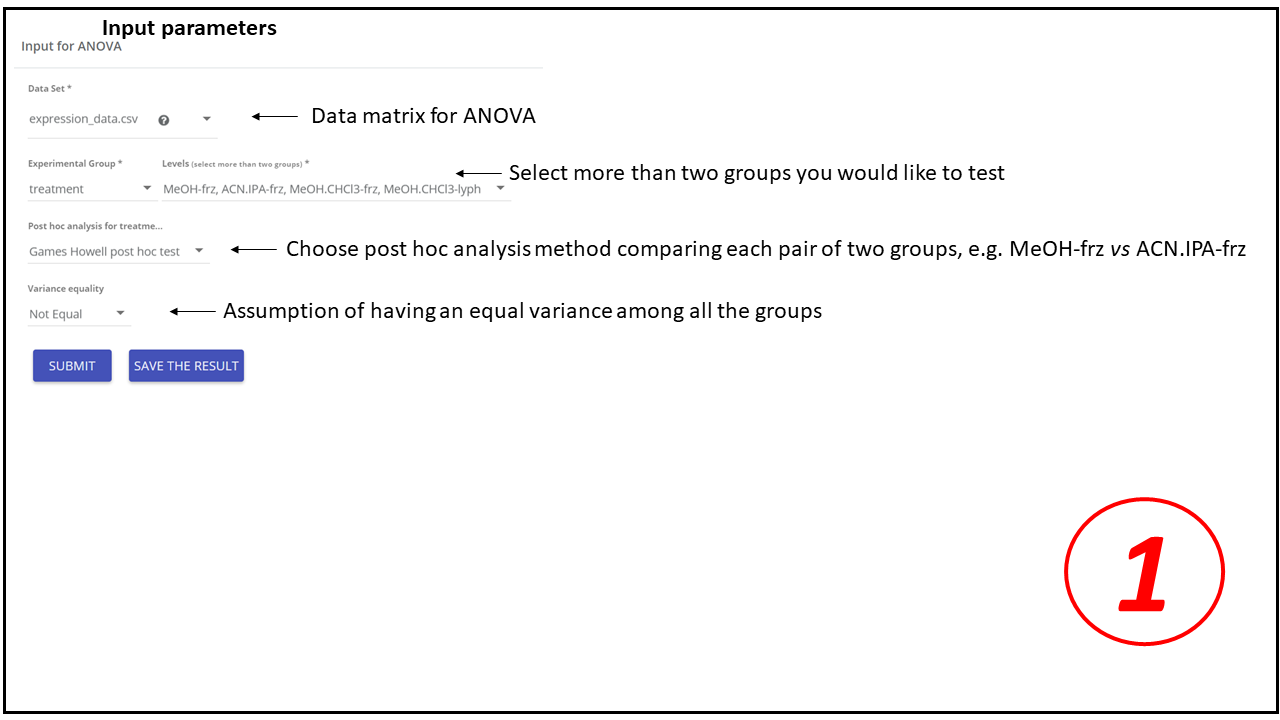 Input parameters
Input for ANOVA
Data Set *
expression_data.csv ?
Data matrix for ANOVA
Experimental Group * Levels (select more than two groups) *
Select more than two groups you would like to test
treatment MeOH-frz, ACN.IPA-frz, MeOH.CHCl3-frz, MeOH.CHCl3-lyph
Post hoc analysis for treatme...
Games Howell post hoc test
Choose post hoc analysis method comparing each pair of two groups, e.g. MeOH-frz vs ACN.IPA-frz
Variance equality
Not Equal
Assumption of having an equal variance among all the groups
SUBMIT SAVE THE RESULT
1